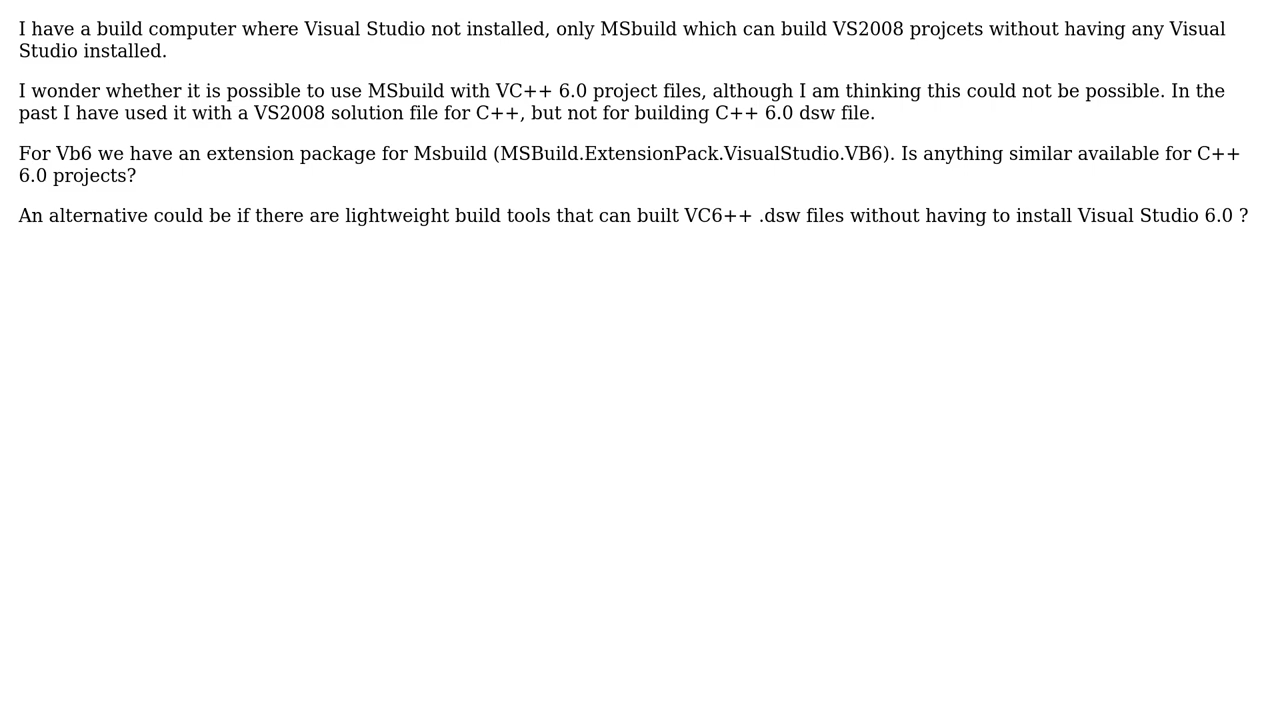 I have a build computer where Visual Studio not installed, only MSbuild which can build VS2008 projcets without having any Visual
Studio installed.
I wonder whether it is possible to use MSbuild with VC++ 6.0 project files, although I am thinking this could not be possible. In the
past I have used it with a VS2008 solution file for C++, but not for building C++ 6.0 dsw file.
For Vb6 we have an extension package for Msbuild (MSBuild.ExtensionPack.VisualStudio.VB6). Is anything similar available for C++
6.0 projects?
An alternative could be if there are lightweight build tools that can built VC6++ .dsw files without having to install Visual Studio 6.0 ?